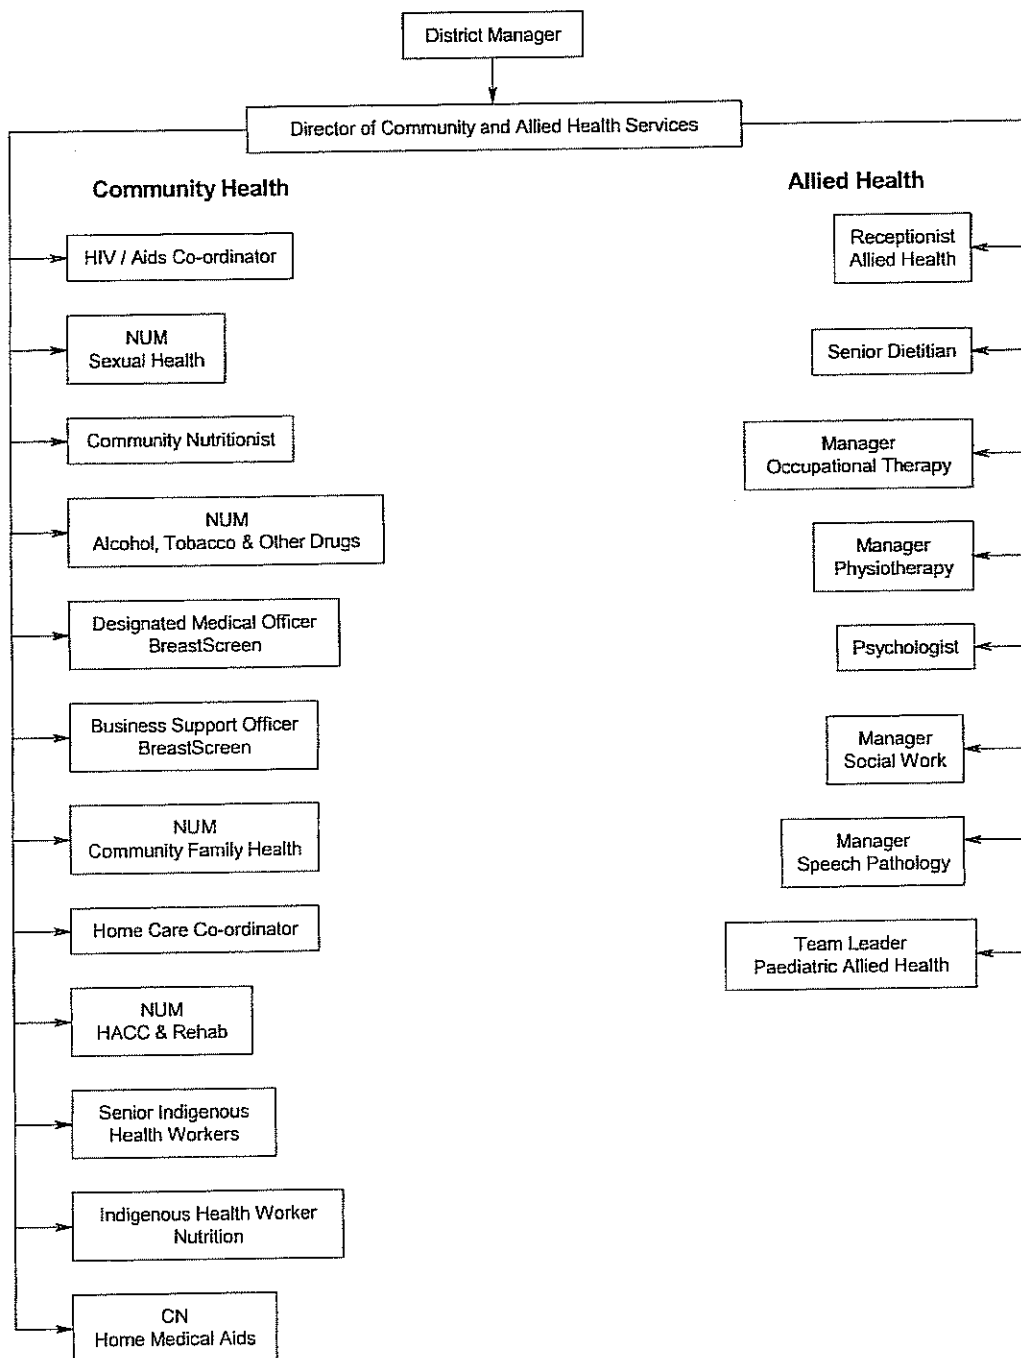 District Manager
Director of Community and Allied Health Services
Community Health
HIV / Aids Co-ordinator
NUM
Sexual Health
Community Nutritionist
NUM
Alcohol, Tobacco & Other Drugs
Designated Medical Officer
BreastScreen
Business Support Officer
BreastScreen
NUM
Community Family Health
Home Care Co-ordinator
NUM
HACC & Rehab
Senior Indigenous
Health Workers
Indigenous Health Worker
Nutrition
CN
Home Medical Aids
Allied Health
Receptionist
Allied Health
Senior Dietitian
Manager
Occupational Therapy
Manager
Physiotherapy
Psychologist
Manager
Social Work
Manager
Speech Pathology
Team Leader
Paediatric Allied Health